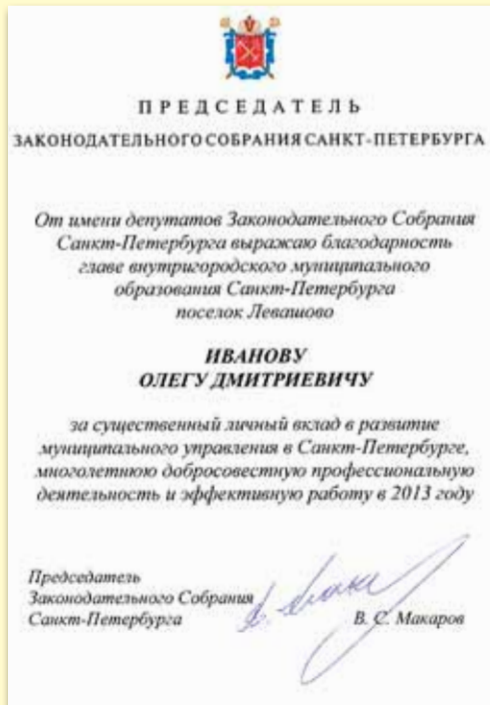 ПРЕДСЕДАТЕЛЬ
ЗАКОНОДАТЕЛЬНОГО СОБРАНИЯ САНКТ-ПЕТЕРБУРГА
От имени депутатов Законодательного Собрания
Санкт-Петербурга выражаю благодарность
главе внутригородского муниципального
образования Санкт-Петербурга
поселок Левашово
ИВАНОВУ
ОЛЕГУ ДМИТРИЕВИЧУ
за существенный личный вклад в развитие
муниципального управления в Санкт-Петербурге,
многолетнюю добросовестную профессиональную
деятельность и эффективную работу в 2013 году
Председатель
Законодательного Собрания
Санкт-Петербурга
В. С. Макаров